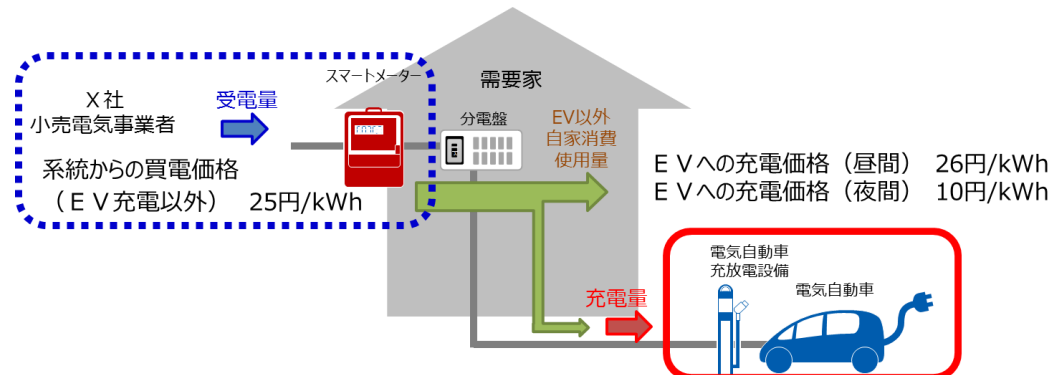 スマートメーター
需要家
X社
小売電気事業者
受電量
分電盤
EV以外
自家消費
使用量
系統からの買電価格
(EV充電以外) 25円/kWh
EVへの充電価格(昼間) 26円/kWh
EVへの充電価格(夜間) 10円/kWh
電気自動車
充放電設備
電気自動車
充電量